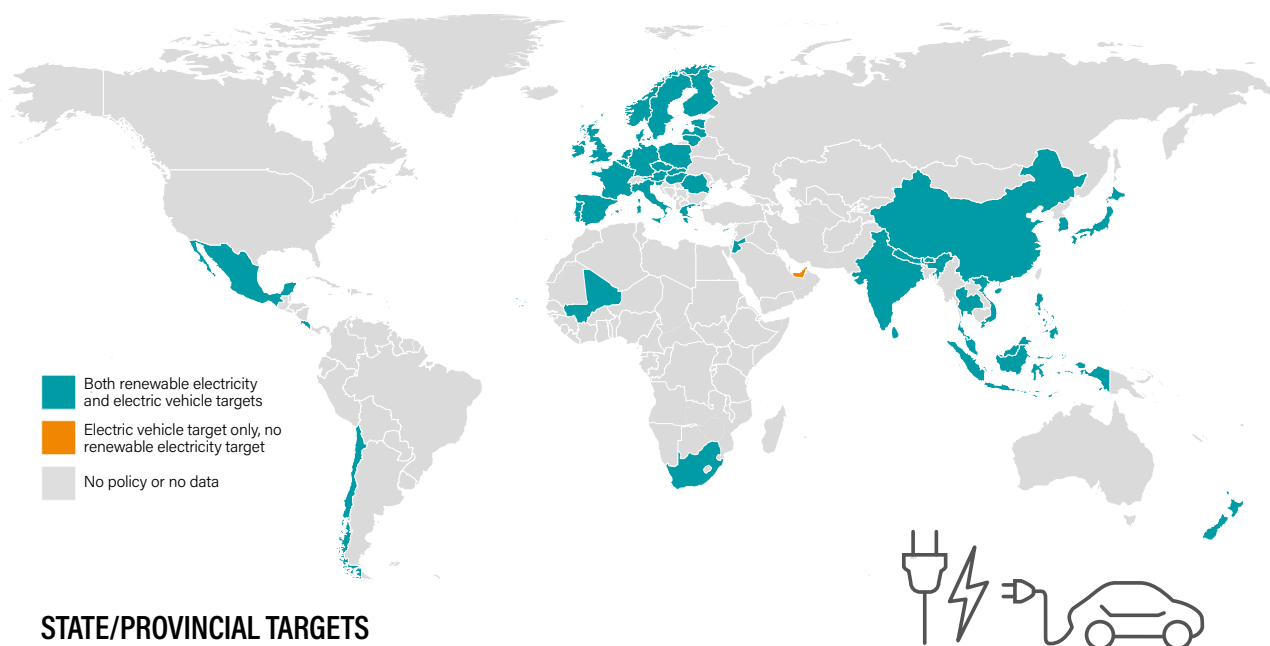 Both renewable electricity
and electric vehicle targets
Electric vehicle target only, no
renewable electricity target
No policy or no data
STATE/PROVINCIAL TARGETS